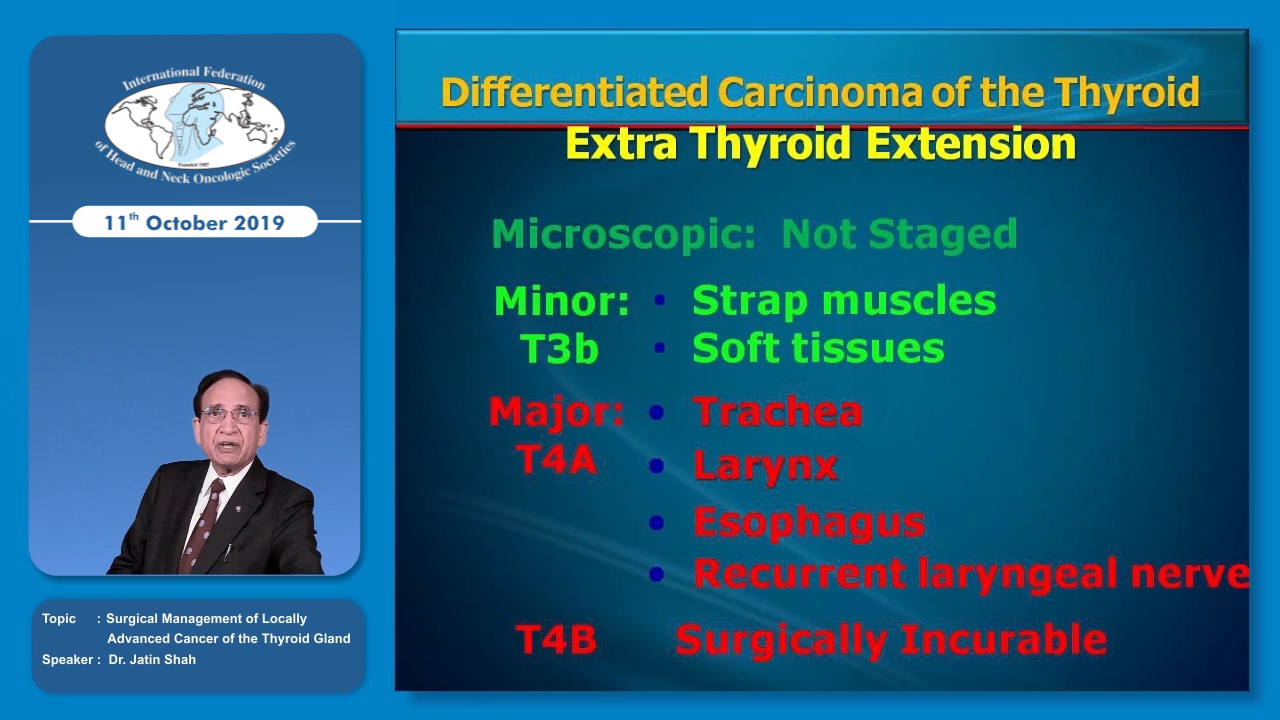 International Federation
of Head and Neck Oncologic Societies
Founded 1987
11th October 2019
Topic : Surgical Management of Locally
Advanced Cancer of the Thyroid Gland
Speaker : Dr. Jatin Shah
Differentiated Carcinoma of the Thyroid
Extra Thyroid Extension
Microscopic: Not Staged
Minor: • Strap muscles
T3b • Soft tissues
Major: • Trachea
T4A • Larynx
• Esophagus
• Recurrent laryngeal nerve
T4B Surgically Incurable